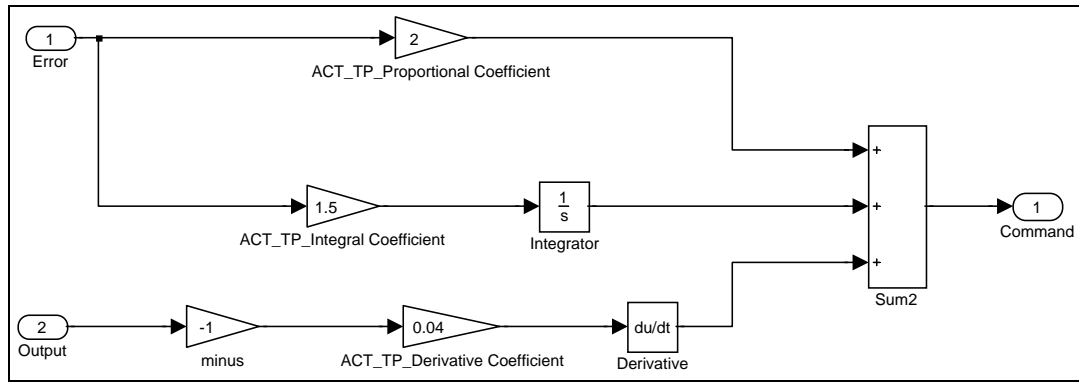 1
Error
2
ACT_TP_Proportional Coefficient
+
1.5
ACT_TP_Integral Coefficient
1
s
Integrator
+
1
Command
2
Output
-1
minus
0.04
ACT_TP_Derivative Coefficient
du/dt
Derivative
+
Sum2